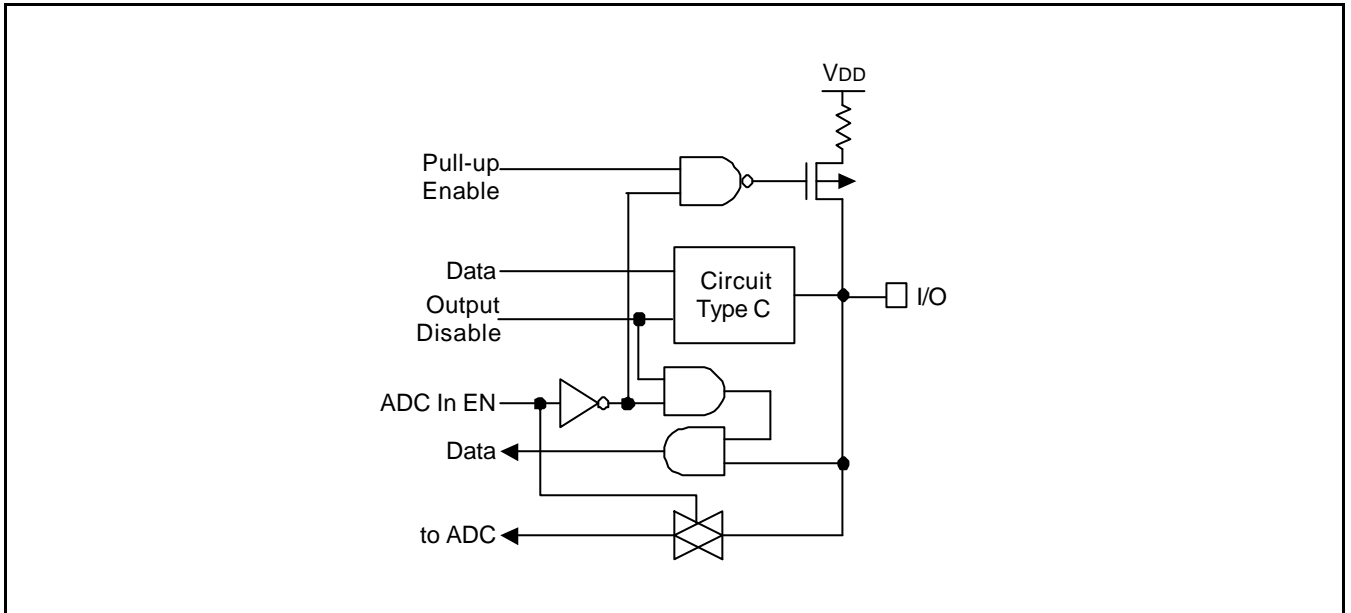 VDD
Pull-up
Enable
Data
Circuit
Type C
I/O
Output
Disable
ADC In EN
Data
to ADC